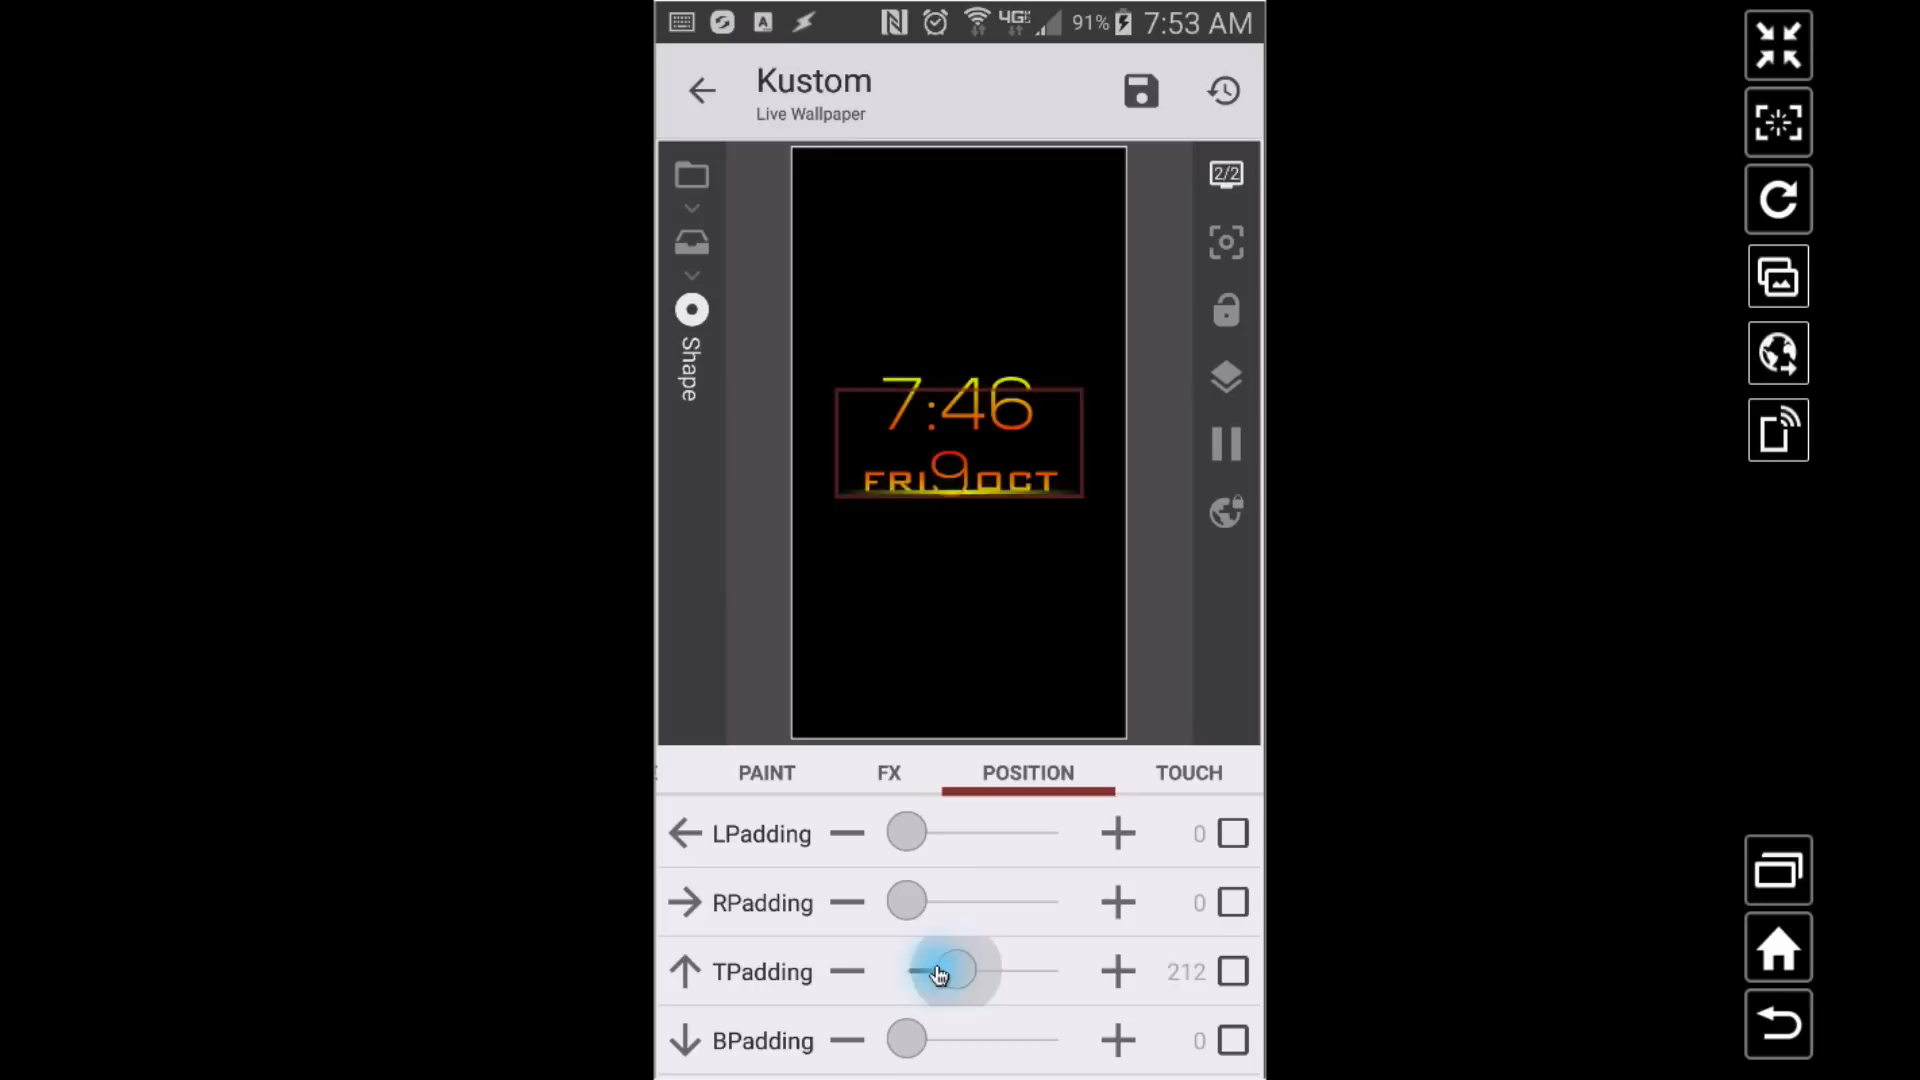 91% 7:53 AM
Kustom
Live Wallpaper
2/2
Shape
7:46
FRI 9 OCT
PAINT FX POSITION TOUCH
LPadding 0
RPadding 0
TPadding 212
BPadding 0